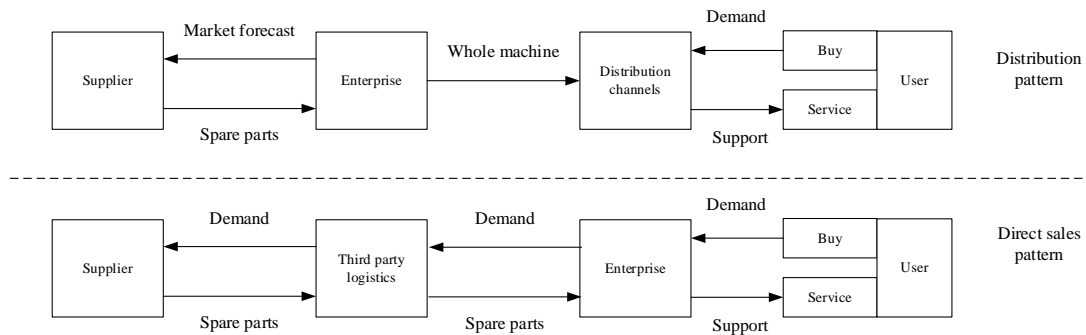 Market forecast
Whole machine
Demand
Supplier
Enterprise
Distribution
channels
Buy
Service
User
Distribution
pattern
Spare parts
Support
Demand
Demand
Demand
Supplier
Third party
logistics
Enterprise
Buy
Service
User
Direct sales
pattern
Spare parts
Spare parts
Support